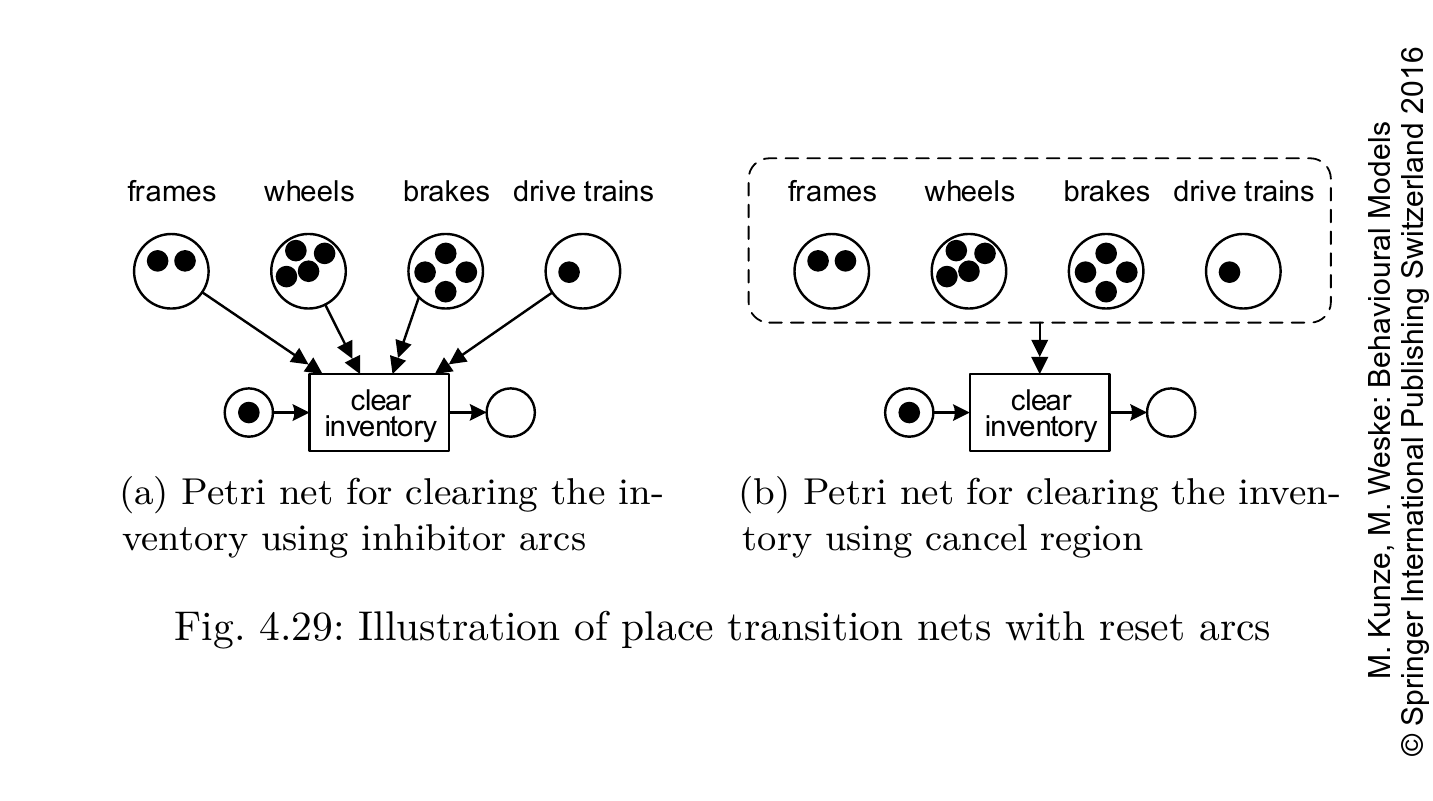 frames wheels brakes drive trains
clear
inventory
(a) Petri net for clearing the in-
ventory using inhibitor arcs
frames wheels brakes drive trains
clear
inventory
(b) Petri net for clearing the inven-
tory using cancel region
Fig. 4.29: Illustration of place transition nets with reset arcs
M. Kunze, M. Weske: Behavioural Models
© Springer International Publishing Switzerland 2016